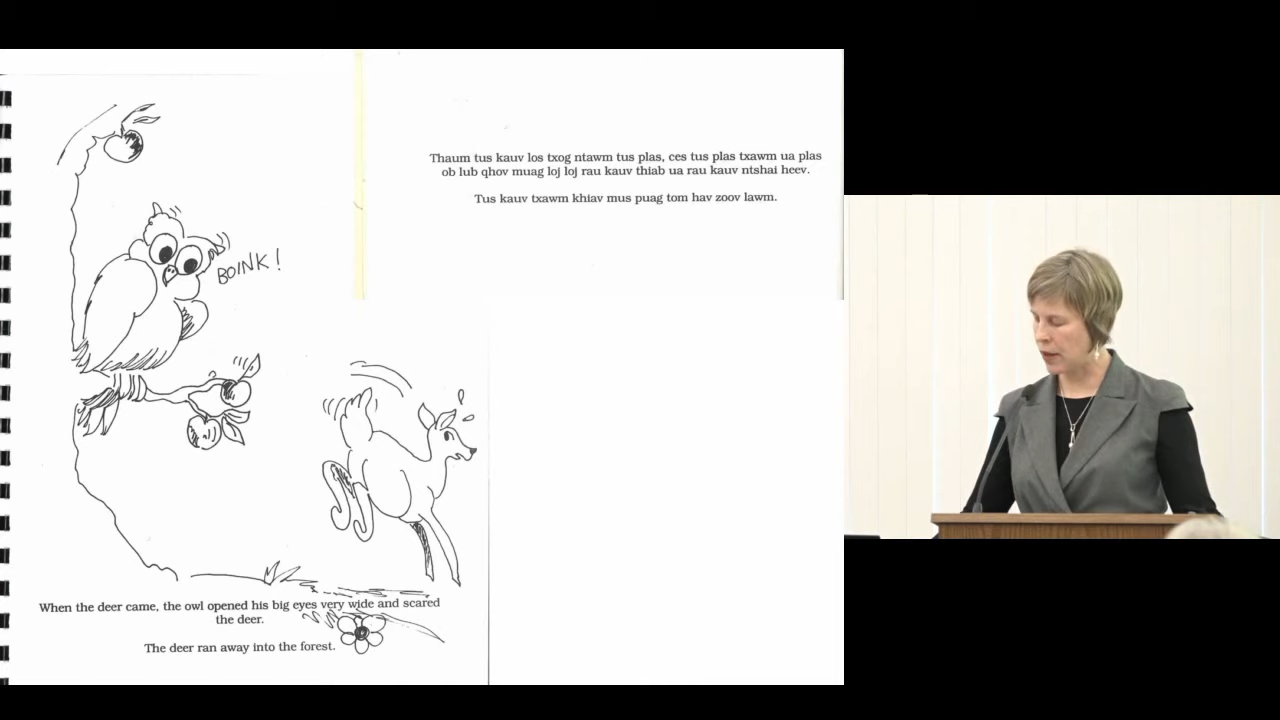 BOINK!
When the deer came, the owl opened his big eyes very wide and scared
the deer.
The deer ran away into the forest.
Thaum tus kauv los txog ntawm tus plas, ces tus plas txawm ua plas
ob lub qhov muag loj loj rau kauv thiab ua rau kauv ntshai heev.
Tus kauv txawm khiav mus puag tom hav zoov lawm.